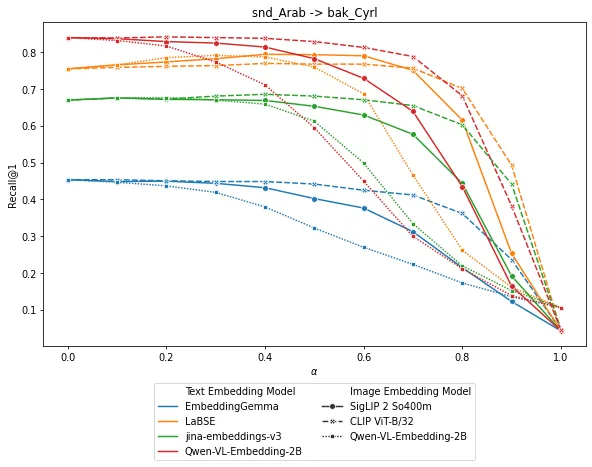 snd_Arab -> bak_Cyrl
Recall@1
0.8
0.7
0.6
0.5
0.4
0.3
0.2
0.1
0.0 0.2 0.4 0.6 0.8 1.0
α
Text Embedding Model
EmbeddingGemma
LaBSE
jina-embeddings-v3
Qwen-VL-Embedding-2B
Image Embedding Model
SigLIP 2 So400m
CLIP ViT-B/32
Qwen-VL-Embedding-2B